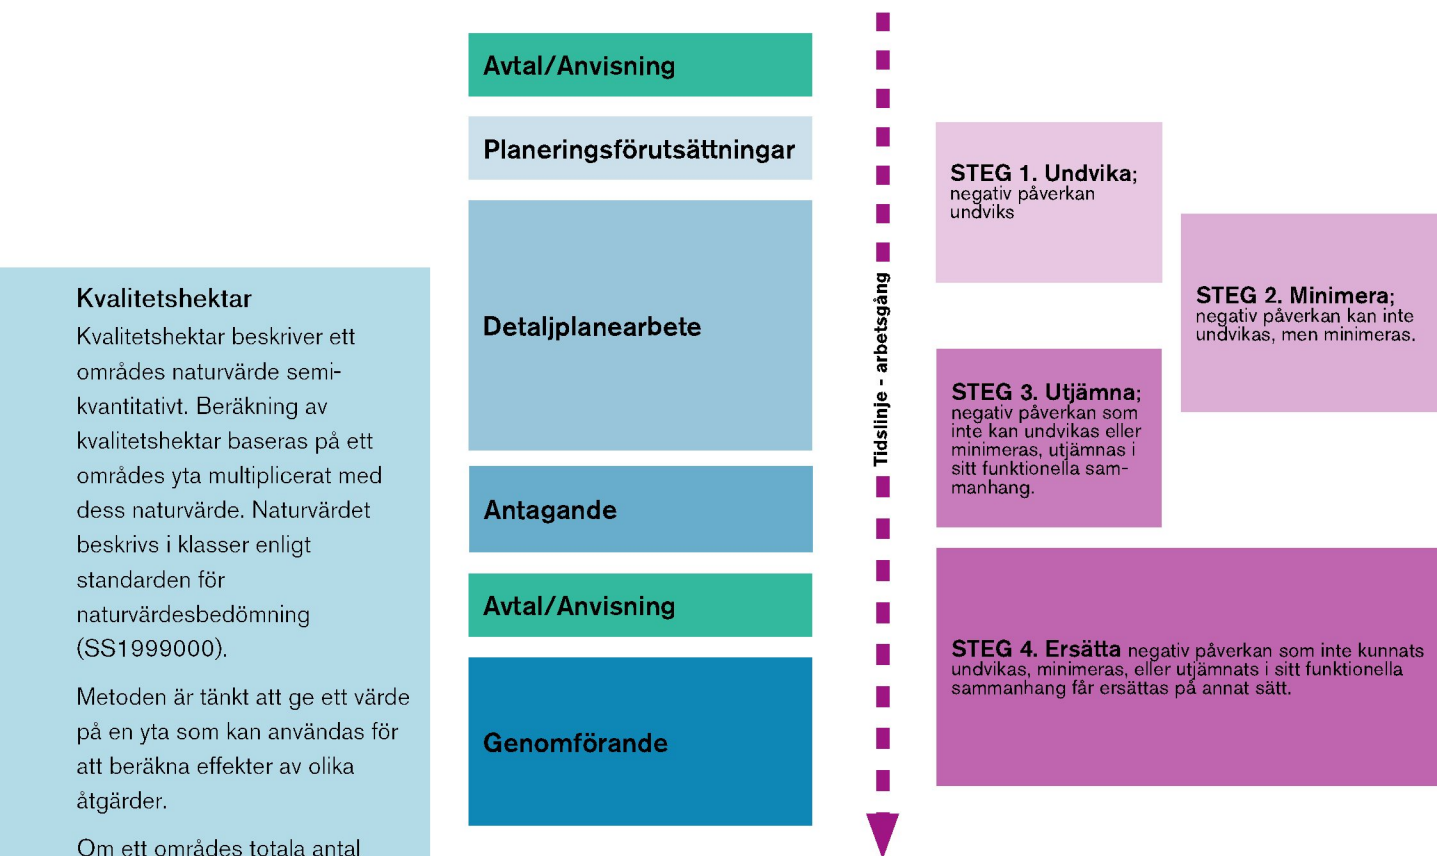 Kvalitetshektar
Kvalitetshektar beskriver ett
områdes naturvärde semi-
kvantitativt. Beräkning av
kvalitetshektar baseras på ett
områdes yta multiplicerat med
dess naturvärde. Naturvärdet
beskrivs i klasser enligt
standarden för
naturvärdesbedömning
(SS1999000).
Metoden är tänkt att ge ett värde
på en yta som kan användas för
att beräkna effekter av olika
åtgärder.
Om ett områdes totala antal
Avtal/Anvisning
Planeringsförutsättningar
Detaljplanearbete
Antagande
Avtal/Anvisning
Genomförande
Tidslinje - arbetsgång
STEG 1. Undvika;
negativ påverkan
undviks
STEG 2. Minimera;
negativ påverkan kan inte
undvikas, men minimeras.
STEG 3. Utjämna;
negativ påverkan som
inte kan undvikas eller
minimeras, utjämnas i
sitt funktionella sam-
manhang.
STEG 4. Ersätta negativ påverkan som inte kunnats
undvikas, minimeras, eller utjämnats i sitt funktionella
sammanhang får ersättas på annat sätt.